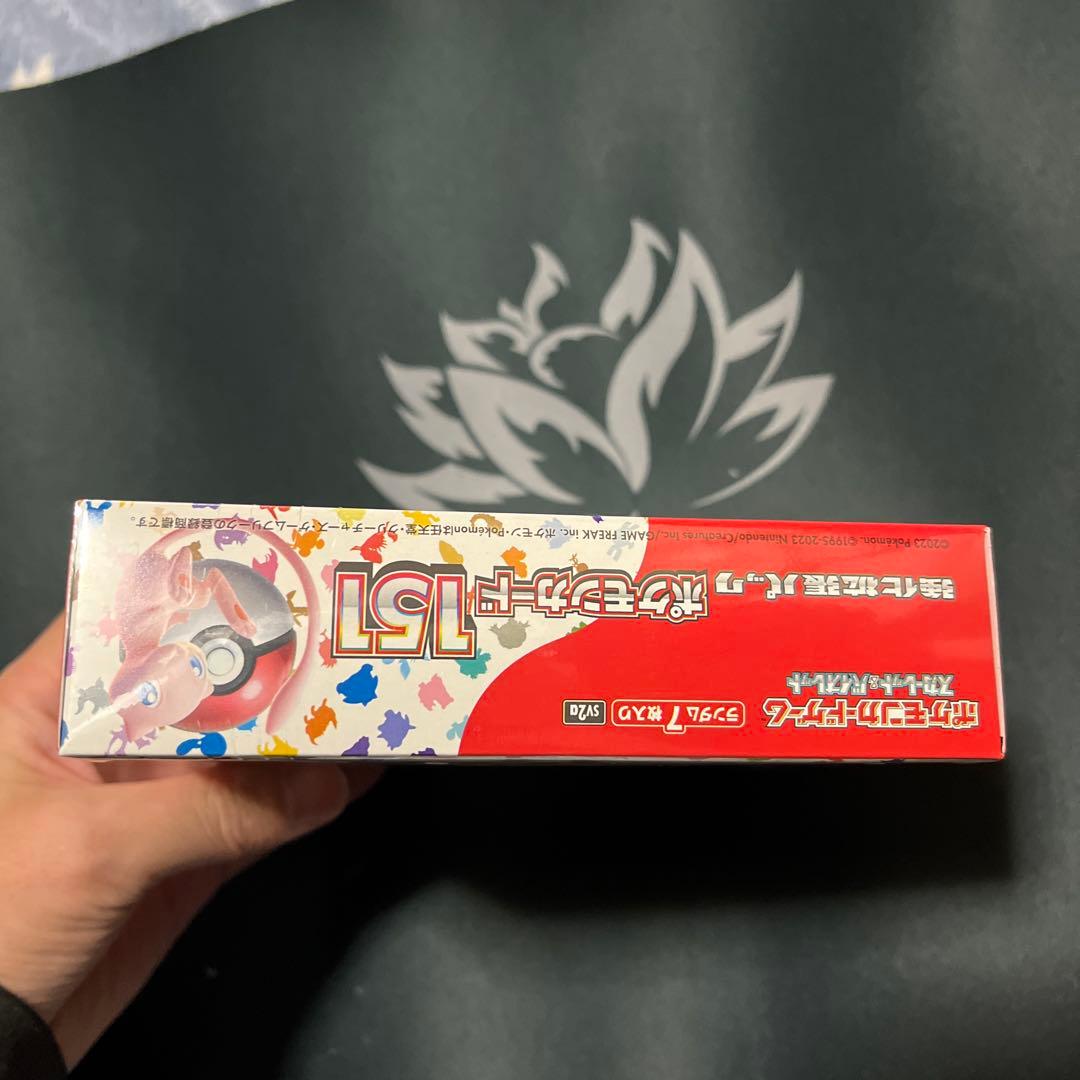 ポケモンカードゲーム
スカーレット&バイオレット
ランダム7枚入り
sv2a
強化拡張パック
ポケモンカード151
©2023 Pokémon. ©1995-2023 Nintendo/Creatures Inc./GAME FREAK inc. ポケモン・Pokémonは任天堂・クリーチャーズ・ゲームフリークの登録商標です。